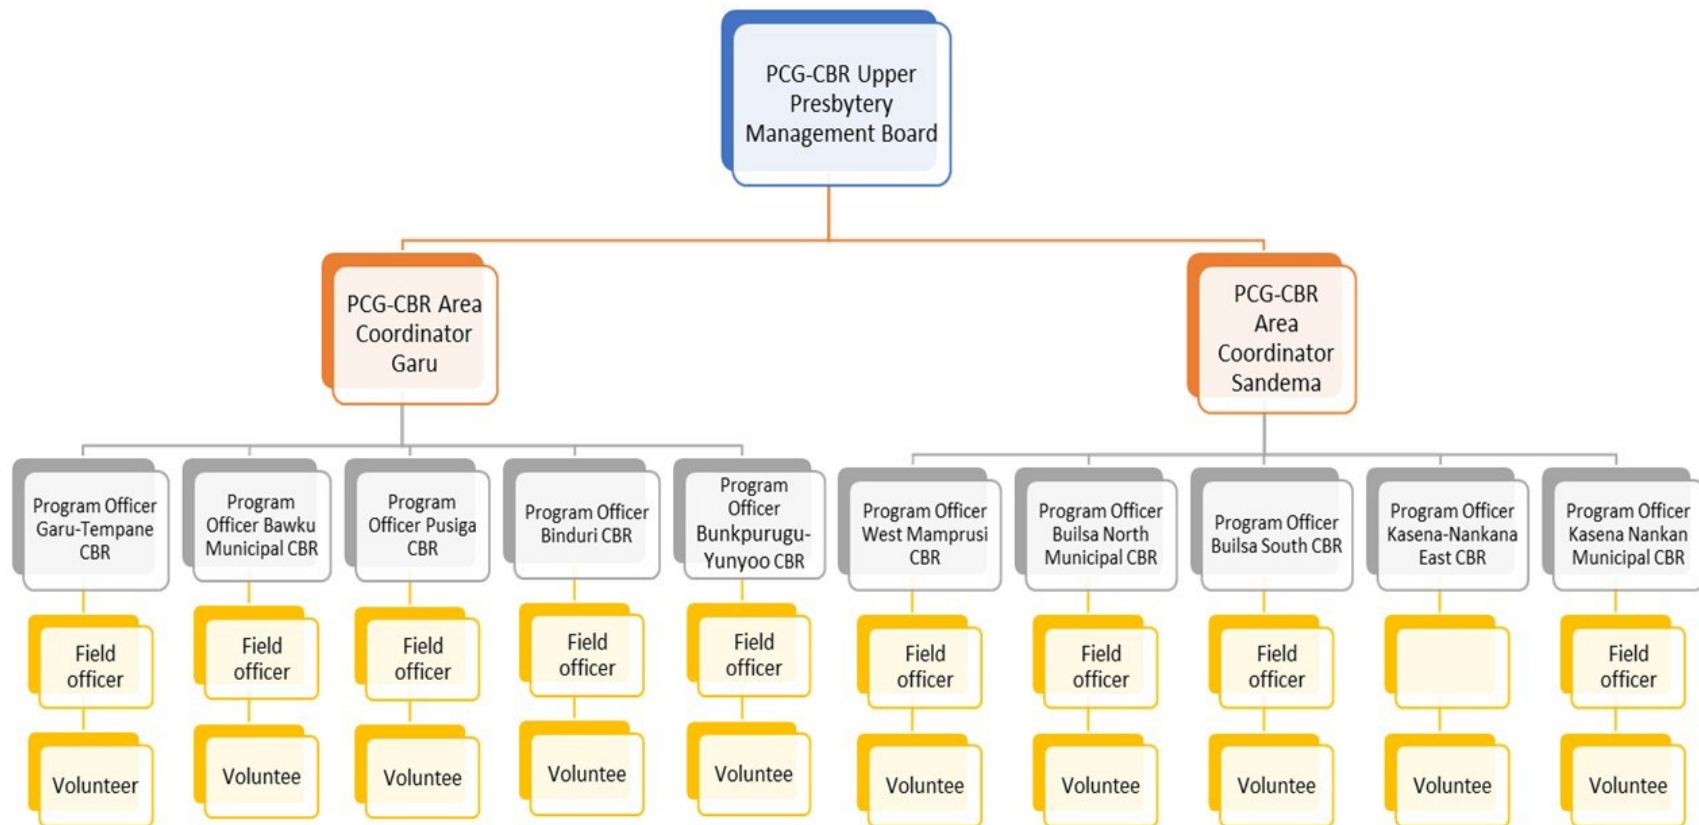 PCG-CBR Upper
Presbytery
Management Board
PCG-CBR Area
Coordinator
Garu
PCG-CBR
Area
Coordinator
Sandema
Program Officer
Garu-Tempane
CBR
Program
Officer Bawku
Municipal CBR
Program
Officer Pusiga
CBR
Program Officer
Binduri CBR
Program
Officer
Bunkpurugu-
Yunyoo CBR
Program Officer
West Mamprusi
CBR
Program Officer
Builsa North
Municipal CBR
Program Officer
Builsa South CBR
Program Officer
Kasena-Nankana
East CBR
Program Officer
Kasena Nankan
Municipal CBR
Field
officer
Field
officer
Field
officer
Field
officer
Field
officer
Field
officer
Field
officer
Field
officer
Field
officer
Volunteer
Voluntee
Voluntee
Voluntee
Voluntee
Voluntee
Voluntee
Voluntee
Voluntee
Voluntee